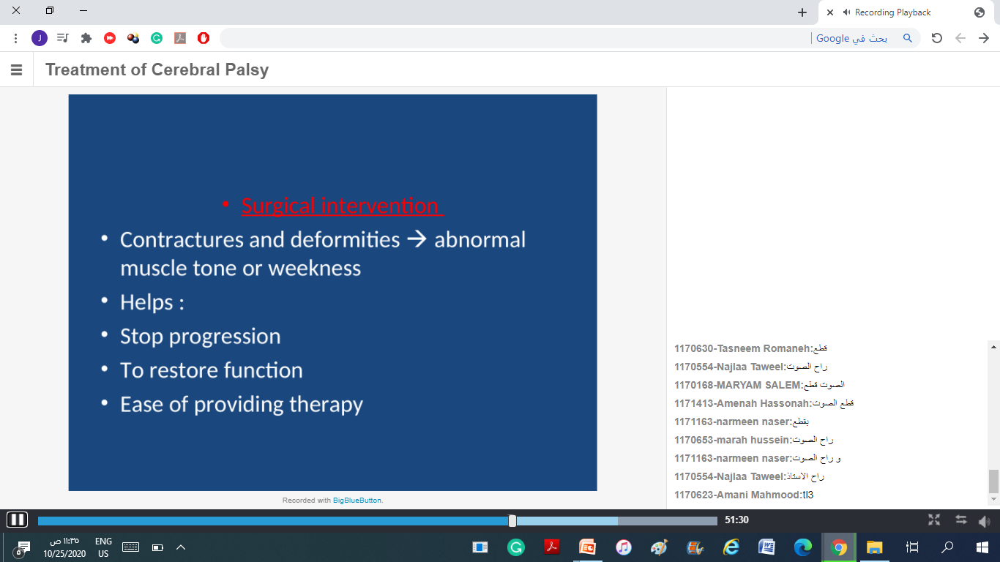 Recording Playback
J
بحث في Google
Treatment of Cerebral Palsy
• Surgical intervention
• Contractures and deformities → abnormal
muscle tone or weekness
• Helps :
• Stop progression
• To restore function
• Ease of providing therapy
Recorded with BigBlueButton.
1170630-Tasneem Romaneh:قطع
1170554-Najlaa Taweel:راح الصوت
1170168-MARYAM SALEM:الصوت قطع
1171413-Amenah Hassonah:قطع الصوت
1171163-narmeen naser:بقطع
1170653-marah hussein:راح الصوت
1171163-narmeen naser:و راح الصوت
1170554-Najlaa Taweel:راح الاستاذ
1170623-Amani Mahmood:tl3
51:30
١١:٣٥ ص
10/25/2020
ENG
US